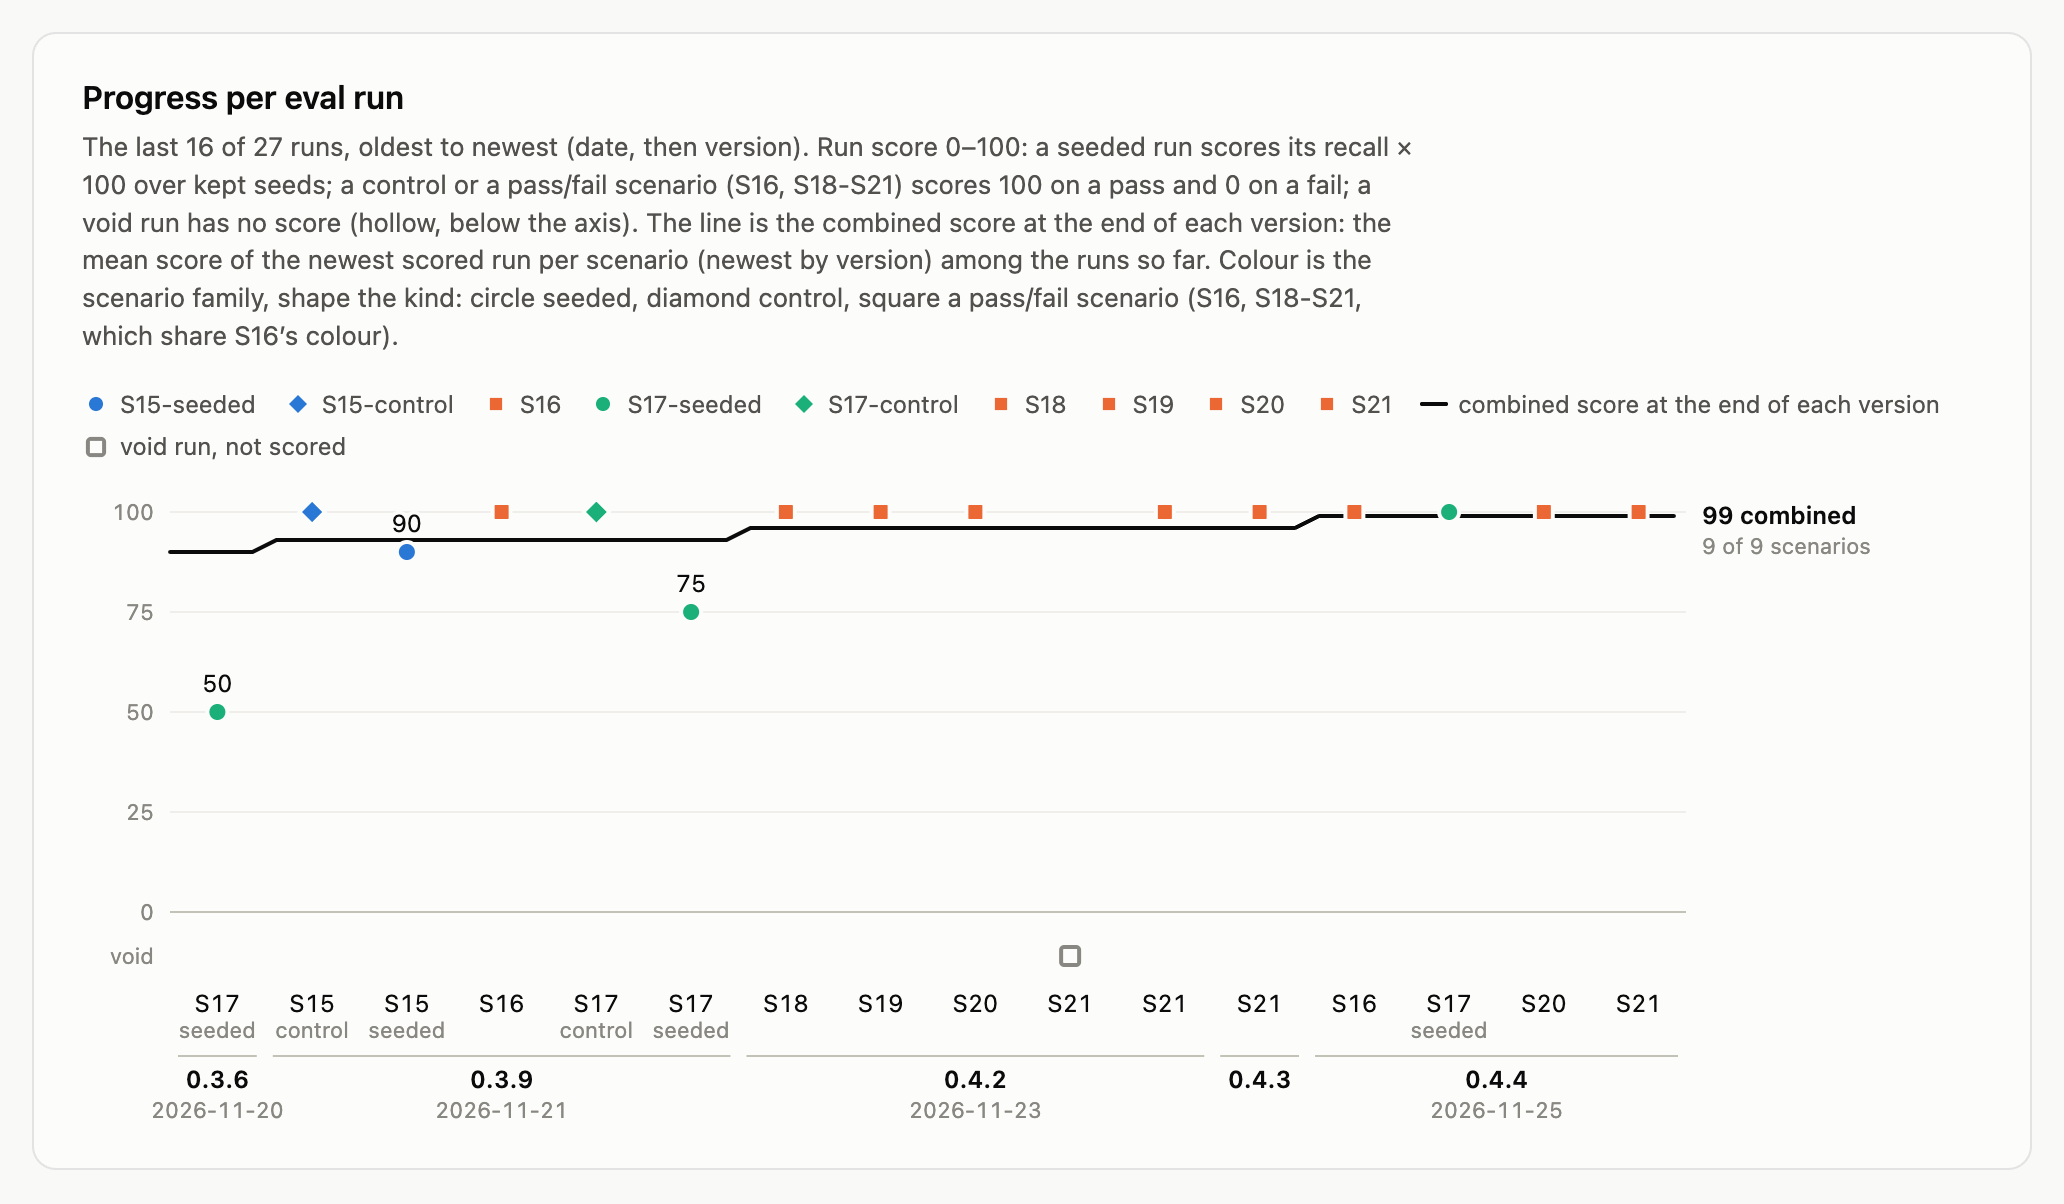 Progress per eval run
The last 16 of 27 runs, oldest to newest (date, then version). Run score 0–100: a seeded run scores its recall ×
100 over kept seeds; a control or a pass/fail scenario (S16, S18-S21) scores 100 on a pass and 0 on a fail; a
void run has no score (hollow, below the axis). The line is the combined score at the end of each version: the
mean score of the newest scored run per scenario (newest by version) among the runs so far. Colour is the
scenario family, shape the kind: circle seeded, diamond control, square a pass/fail scenario (S16, S18-S21,
which share S16’s colour).
S15-seeded S15-control S16 S17-seeded S17-control S18 S19 S20 S21 combined score at the end of each version
void run, not scored
100
90
99 combined
9 of 9 scenarios
75
75
50
50
25
0
void
S17 S15 S15 S16 S17 S17 S18 S19 S20 S21 S21 S21 S16 S17 S20 S21
seeded control seeded control seeded seeded
0.3.6 0.3.9 0.4.2 0.4.3 0.4.4
2026-11-20 2026-11-21 2026-11-23 2026-11-25